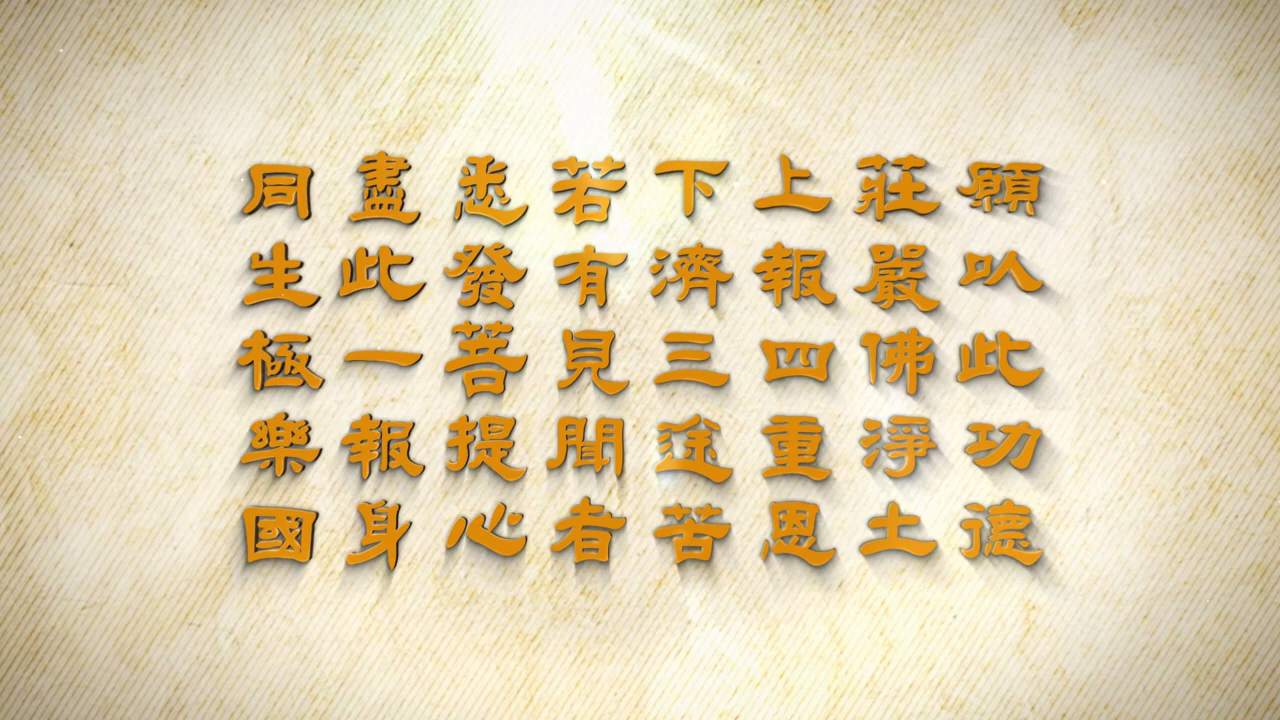 願以此功德
莊嚴佛淨土
上報四重恩
下濟三途苦
若有見聞者
悉發菩提心
盡此一報身
同生極樂國